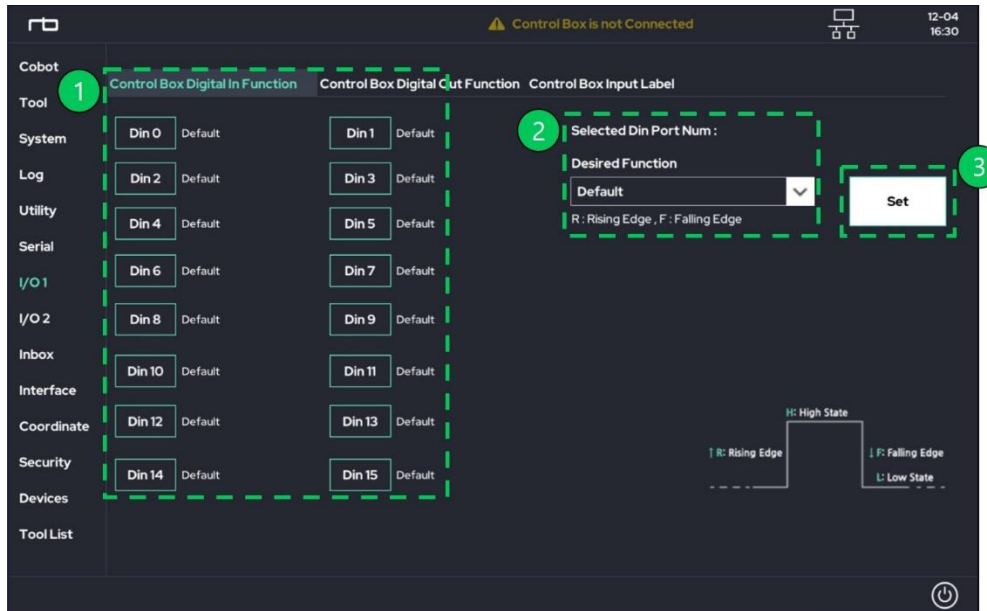 rb
Control Box is not Connected
12-04
16:30
Cobot
Tool
System
Log
Utility
Serial
I/O 1
I/O 2
Inbox
Interface
Coordinate
Security
Devices
Tool List
1
Control Box Digital In Function
Control Box Digital Out Function
Control Box Input Label
Din 0 Default
Din 1 Default
Din 2 Default
Din 3 Default
Din 4 Default
Din 5 Default
Din 6 Default
Din 7 Default
Din 8 Default
Din 9 Default
Din 10 Default
Din 11 Default
Din 12 Default
Din 13 Default
Din 14 Default
Din 15 Default
2
Selected Din Port Num :
Desired Function
Default
R : Rising Edge , F : Falling Edge
3
Set
H: High State
↑ R: Rising Edge
↓ F: Falling Edge
L: Low State